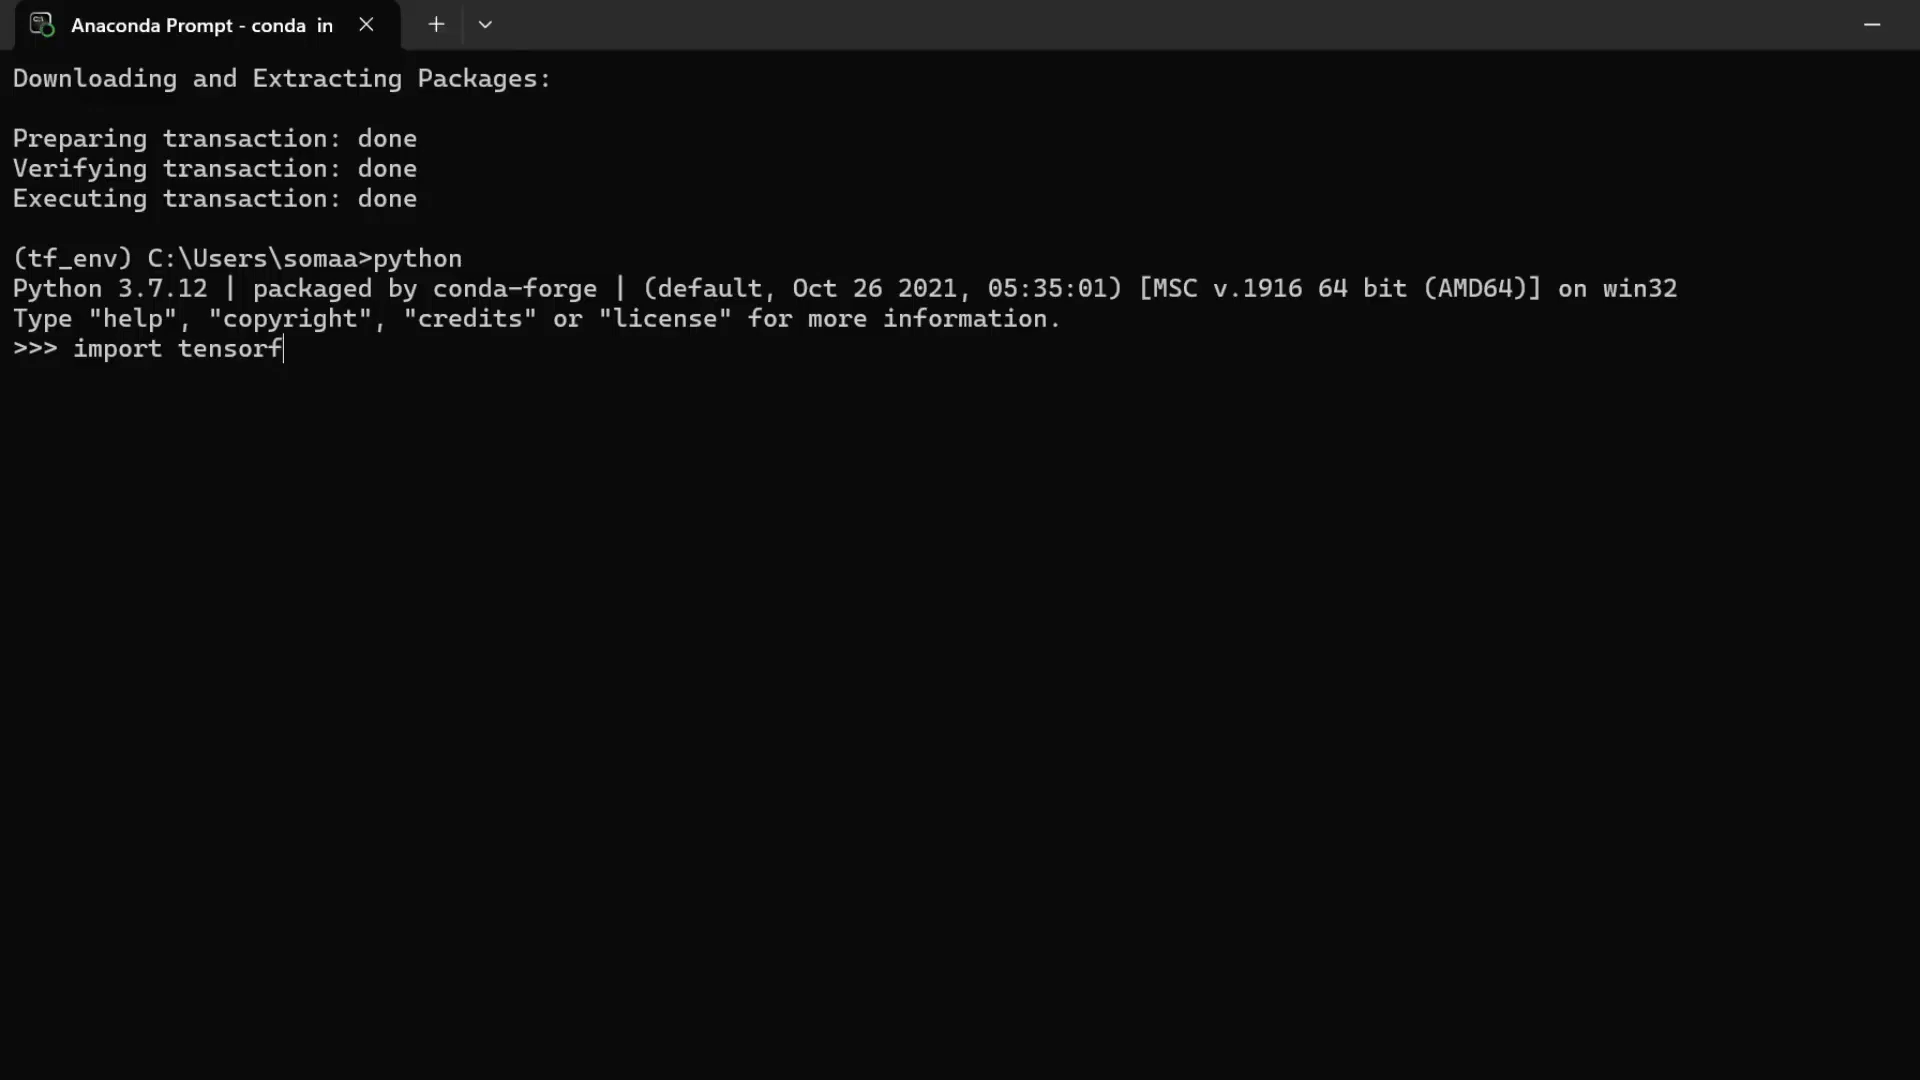 Anaconda Prompt - conda  in
Downloading and Extracting Packages:
Preparing transaction: done
Verifying transaction: done
Executing transaction: done
(tf_env) C:\Users\somaa>python
Python 3.7.12 | packaged by conda-forge | (default, Oct 26 2021, 05:35:01) [MSC v.1916 64 bit (AMD64)] on win32
Type "help", "copyright", "credits" or "license" for more information.
>>> import tensorf